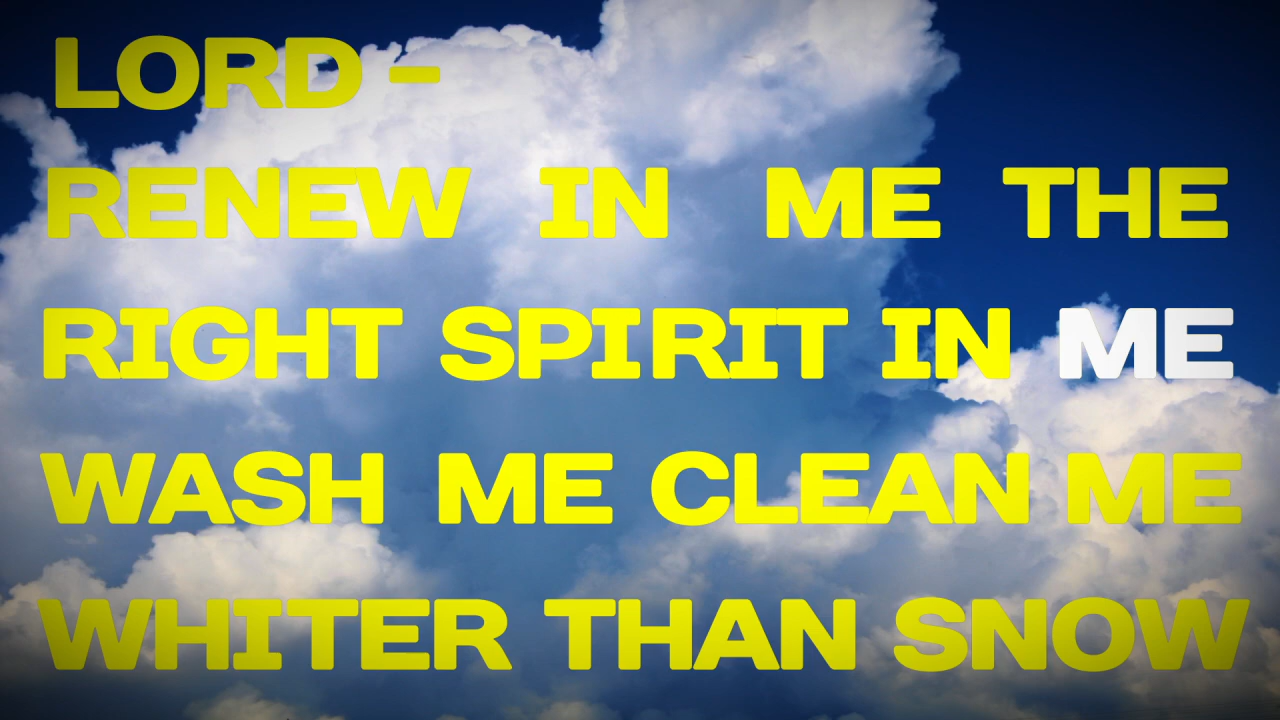 LORD -
RENEW IN ME THE
RIGHT SPIRIT IN ME
WASH ME CLEAN ME
WHITER THAN SNOW